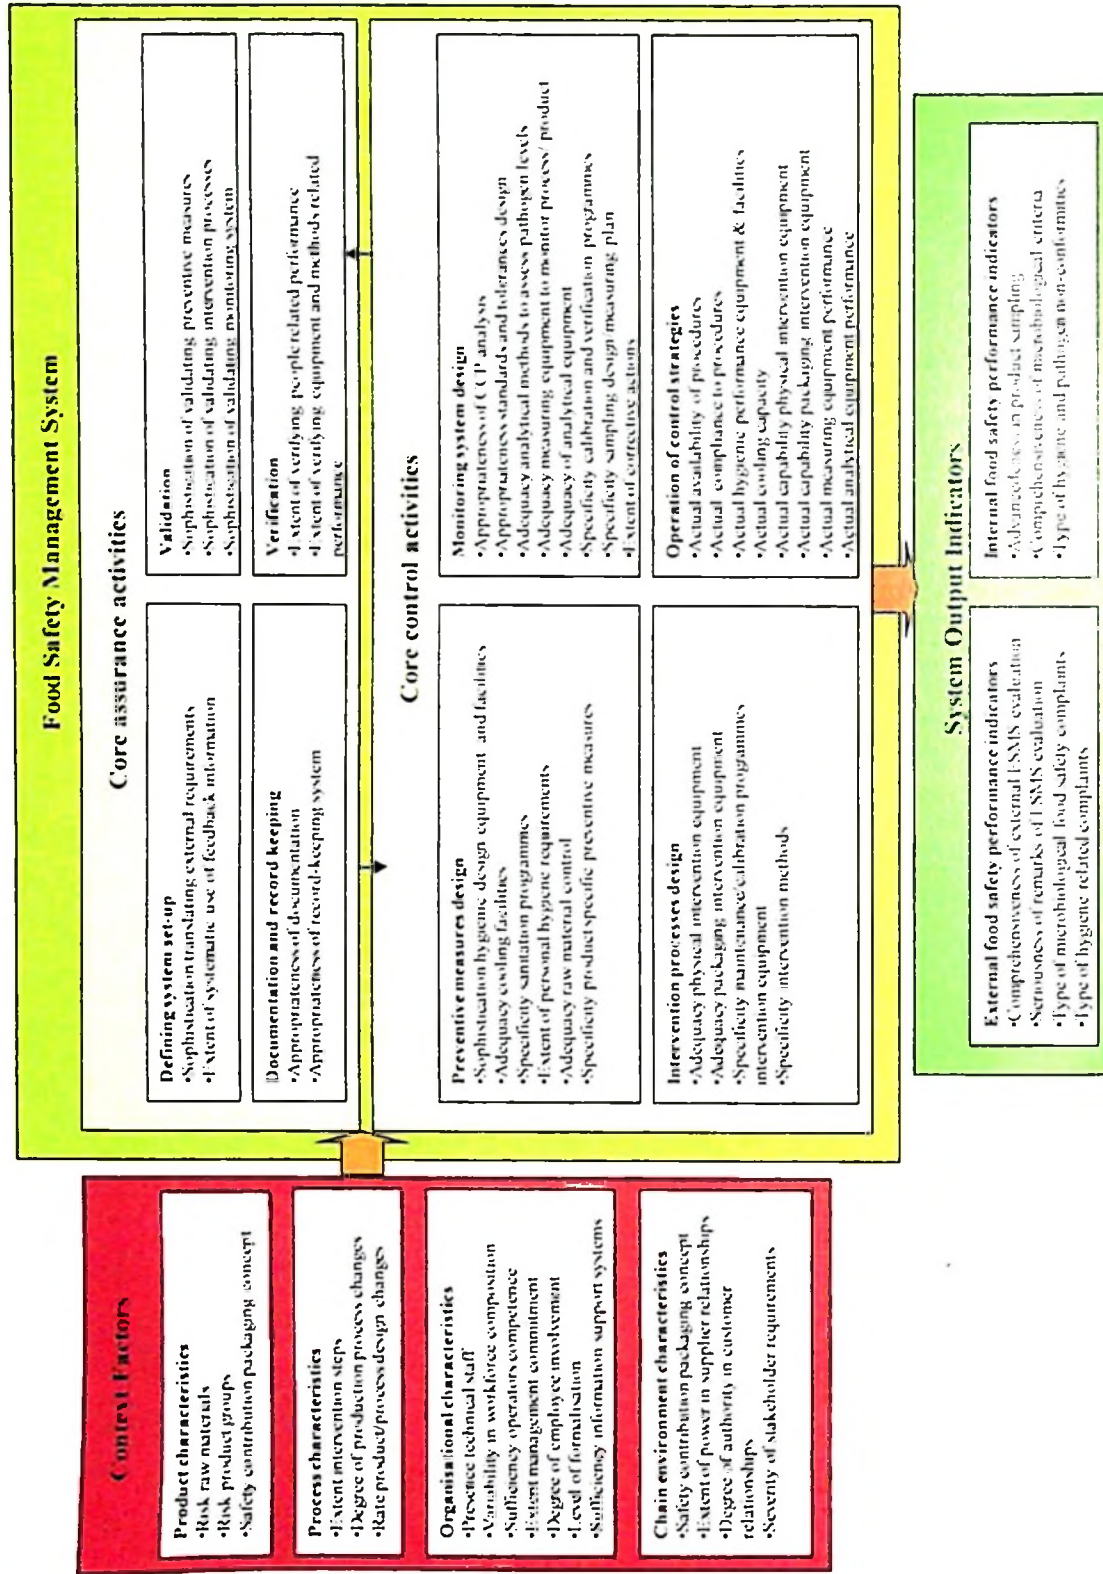 Context Factors
Product characteristics
•Risk raw materials
•Risk product groups
•Safety contribution packaging concept
Process characteristics
•Extent intervention steps
•Degree of production process changes
•Rate product/process design changes
Organisational characteristics
•Presence technical staff
•Variability in workforce composition
•Sufficiency operators competence
•Extent management commitment
•Degree of employee involvement
•Level of formalisation
•Sufficiency information support systems
Chain environment characteristics
•Safety contribution packaging concept
•Extent of power in supplier relationships
•Degree of authority in customer
relationships
•Severity of stakeholder requirements
Food Safety Management System
Core assurance activities
Defining system set-up
•Sophistication translating external requirements
•Extent of systematic use of feedback information
Validation
•Sophistication of validating preventive measures
•Sophistication of validating intervention processes
•Sophistication of validating monitoring system
Documentation and record keeping
•Appropriateness of documentation
•Appropriateness of record-keeping system
Verification
•Extent of verifying people related performance
•Extent of verifying equipment and methods related
performance
Core control activities
Preventive measures design
•Sophistication hygienic design equipment and facilities
•Adequacy cooling facilities
•Specificity sanitation programmes
•Extent of personal hygiene requirements
•Adequacy raw material control
•Specificity product specific preventive measures
Monitoring system design
•Appropriateness of CCP analysis
•Appropriateness standards and tolerances design
•Adequacy analytical methods to assess pathogen levels
•Adequacy measuring equipment to monitor process/ product
•Adequacy of analytical equipment
•Specificity calibration and verification programmes
•Specificity sampling design measuring plan
•Extent of corrective actions
Intervention processes design
•Adequacy physical intervention equipment
•Adequacy packaging intervention equipment
•Specificity maintenance/calibration programmes
intervention equipment
•Specificity intervention methods
Operation of control strategies
•Actual availability of procedures
•Actual compliance to procedures
•Actual hygienic performance equipment & facilities
•Actual cooling capacity
•Actual capability physical intervention equipment
•Actual capability packaging intervention equipment
•Actual measuring equipment performance
•Actual analytical equipment performance
System Output Indicators
External food safety performance indicators
•Comprehensiveness of external FSMS evaluation
•Seriousness of remarks of FSMS evaluation
•Type of microbiological food safety complaints
•Type of hygiene related complaints
Internal food safety performance indicators
•Advancedness in product sampling
•Comprehensiveness of microbiological criteria
•Type of hygiene and pathogen non-conformities